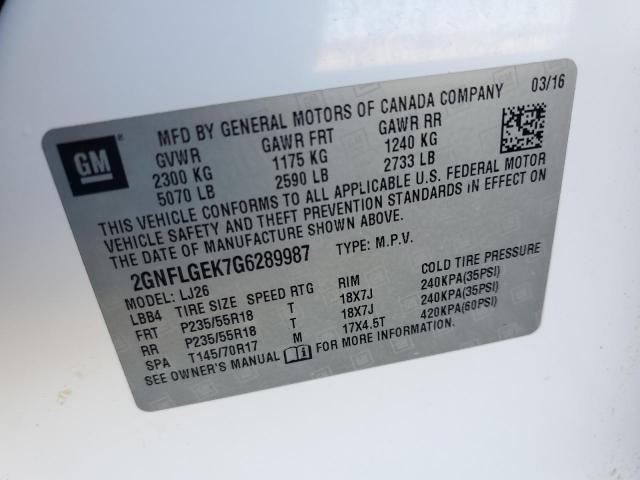 03/16
GM
MFD BY GENERAL MOTORS OF CANADA COMPANY
GVWR GAWR FRT GAWR RR
2300 KG 1175 KG 1240 KG
5070 LB 2590 LB 2733 LB
THIS VEHICLE CONFORMS TO ALL APPLICABLE U.S. FEDERAL MOTOR
VEHICLE SAFETY AND THEFT PREVENTION STANDARDS IN EFFECT ON
THE DATE OF MANUFACTURE SHOWN ABOVE.
2GNFLGEK7G6289987 TYPE: M.P.V.
MODEL: LJ26
LBB4 TIRE SIZE SPEED RTG RIM COLD TIRE PRESSURE
FRT P235/55R18 T 18X7J 240KPA(35PSI)
RR P235/55R18 T 18X7J 240KPA(35PSI)
SPA T145/70R17 M 17X4.5T 420KPA(60PSI)
SEE OWNER'S MANUAL FOR MORE INFORMATION.